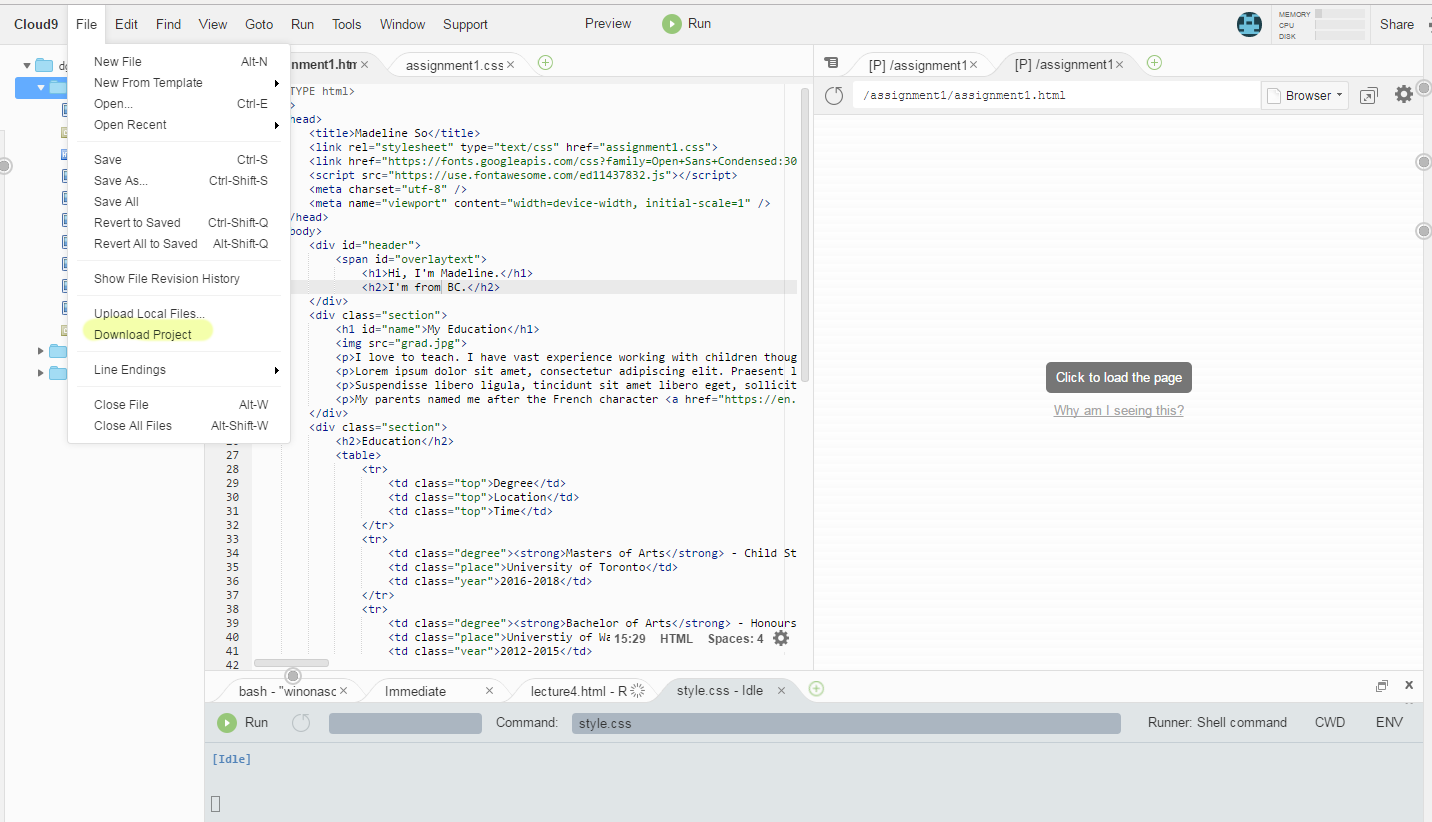 Cloud9 File Edit Find View Goto Run Tools Window Support Preview Run MEMORY CPU DISK Share
New File Alt-N
New From Template
Open... Ctrl-E
Open Recent
Save Ctrl-S
Save As... Ctrl-Shift-S
Save All
Revert to Saved Ctrl-Shift-Q
Revert All to Saved Alt-Shift-Q
Show File Revision History
Upload Local Files...
Download Project
Line Endings
Close File Alt-W
Close All Files Alt-Shift-W
nment1.htm × assignment1.css ×
TYPE html>
>
head>
<title>Madeline So</title>
<link rel="stylesheet" type="text/css" href="assignment1.css">
<link href="https://fonts.googleapis.com/css?family=Open+Sans+Condensed:30
<script src="https://use.fontawesome.com/ed11437832.js"></script>
<meta charset="utf-8" />
<meta name="viewport" content="width=device-width, initial-scale=1" />
/head>
body>
<div id="header">
<span id="overlaytext">
<h1>Hi, I'm Madeline.</h1>
<h2>I'm from BC.</h2>
</div>
<div class="section">
<h1 id="name">My Education</h1>
<img src="grad.jpg">
<p>I love to teach. I have vast experience working with children thoug
<p>Lorem ipsum dolor sit amet, consectetur adipiscing elit. Praesent l
<p>Suspendisse libero ligula, tincidunt sit amet libero eget, sollicit
<p>My parents named me after the French character <a href="https://en.
</div>
<div class="section">
<h2>Education</h2>
27 <table>
28 <tr>
29 <td class="top">Degree</td>
30 <td class="top">Location</td>
31 <td class="top">Time</td>
32 </tr>
33 <tr>
34 <td class="degree"><strong>Masters of Arts</strong> - Child St
35 <td class="place">University of Toronto</td>
36 <td class="year">2016-2018</td>
37 </tr>
38 <tr>
39 <td class="degree"><strong>Bachelor of Arts</strong> - Honours
40 <td class="place">Universtiy of Wa 15:29 HTML Spaces: 4
41 <td class="year">2012-2015</td>
42
[P] /assignment1 × [P] /assignment1 ×
/assignment1/assignment1.html Browser
Click to load the page
Why am I seeing this?
bash - "winonasc × Immediate × lecture4.html - R style.css - Idle ×
Run Command: style.css Runner: Shell command CWD ENV
[Idle]